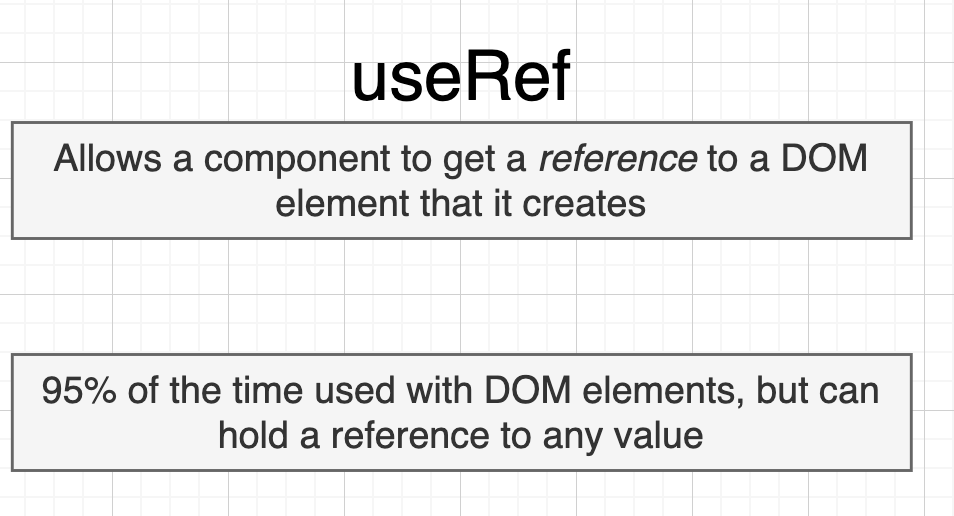 useRef
Allows a component to get a reference to a DOM
element that it creates
95% of the time used with DOM elements, but can
hold a reference to any value